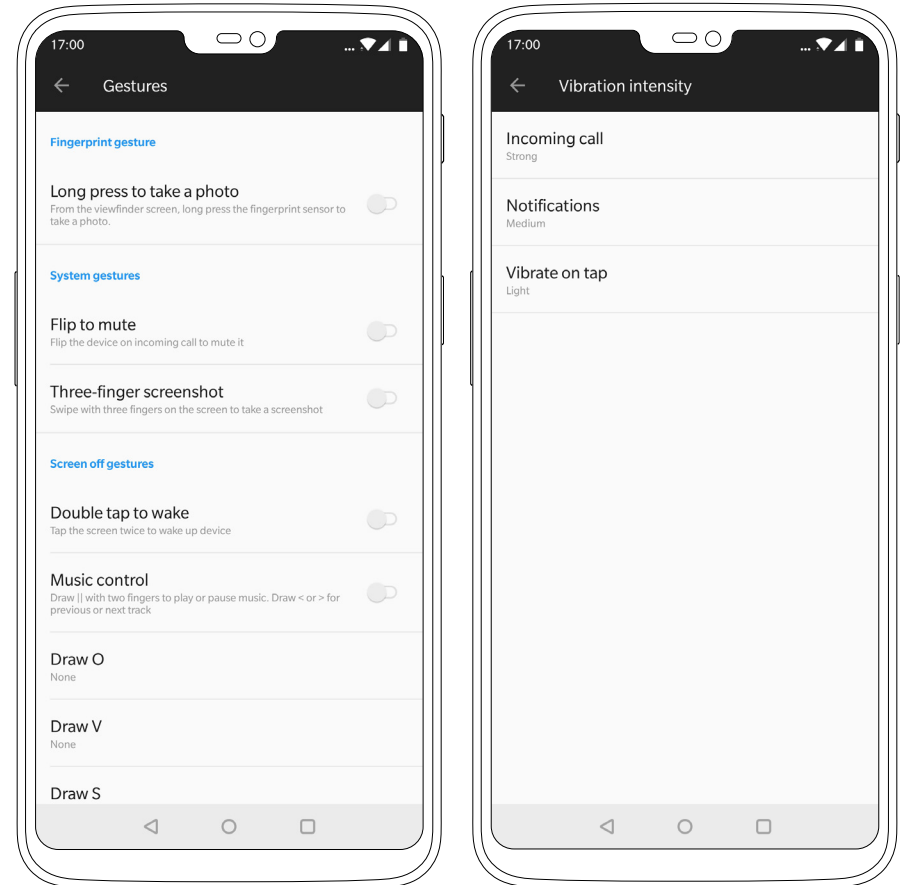 17:00
Gestures
Fingerprint gesture
Long press to take a photo
From the viewfinder screen, long press the fingerprint sensor to
take a photo.
System gestures
Flip to mute
Flip the device on incoming call to mute it
Three-finger screenshot
Swipe with three fingers on the screen to take a screenshot
Screen off gestures
Double tap to wake
Tap the screen twice to wake up device
Music control
Draw || with two fingers to play or pause music. Draw < or > for
previous or next track
Draw O
None
Draw V
None
Draw S
17:00
Vibration intensity
Incoming call
Strong
Notifications
Medium
Vibrate on tap
Light